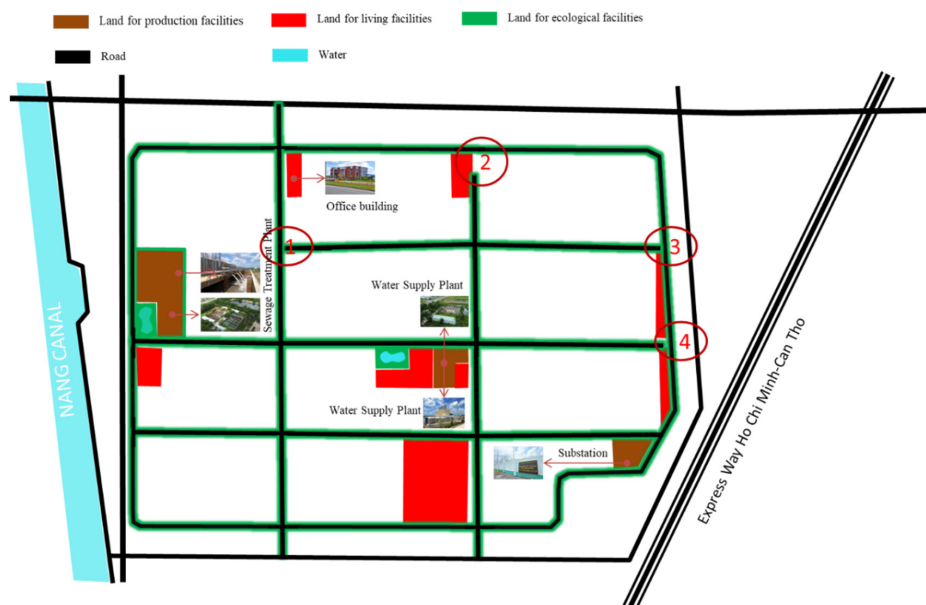 Land for production facilities
Land for living facilities
Land for ecological facilities
Road
Water
2
Office building
1
3
Sewage Treatment Plant
Water Supply Plant
4
NANG CANAL
Water Supply Plant
Substation
Express Way Ho Chi Minh-Can Tho